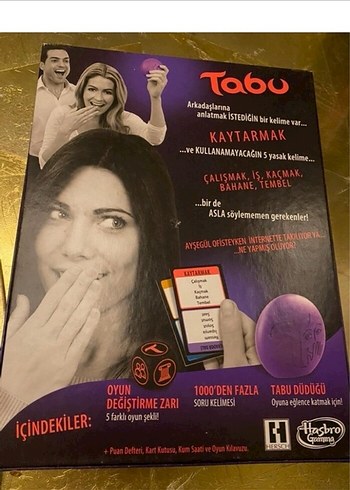 Tabu
Arkadaşlarına
anlatmak İSTEDİĞİN bir kelime var...
KAYTARMAK
...ve KULLANAMAYACAĞIN 5 yasak kelime...
ÇALIŞMAK, İŞ, KAÇMAK,
BAHANE, TEMBEL
...bir de
ASLA söylememen gerekenler!
AYŞEGÜL OFİSTEYKEN İNTERNETTE TAKILIYOR YA...
...NE YAPMIŞ OLUYOR?
KAYTARMAK
Çalışmak
İş
Kaçmak
Bahane
Tembel
OYUN
DEĞİŞTİRME ZARI
5 farklı oyun şekli!
1000'DEN FAZLA
SORU KELİMESİ
TABU DÜDÜĞÜ
Oyuna eğlence katmak için!
İÇİNDEKİLER:
HERSCH
Hasbro
Gaming
+ Puan Defteri, Kart Kutusu, Kum Saati ve Oyun Kılavuzu.